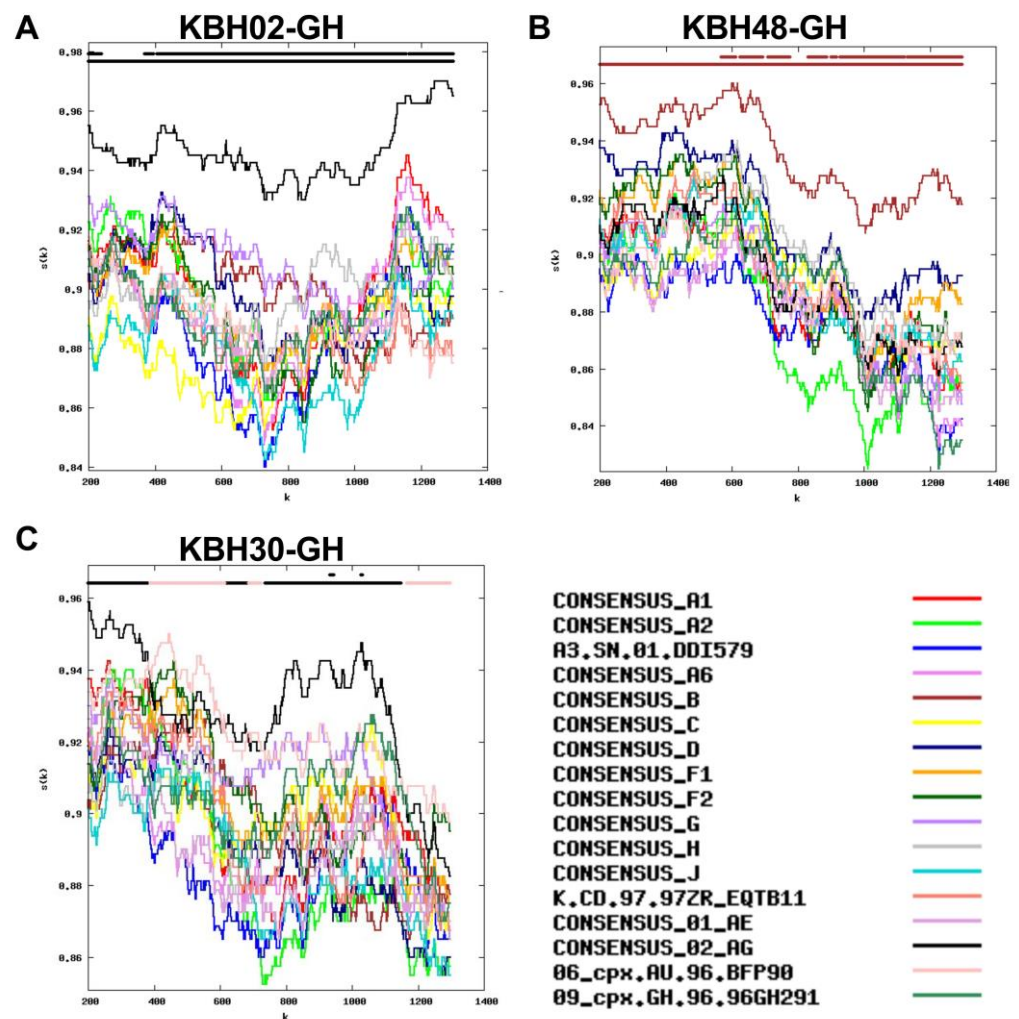 A KBH02-GH
0.98
0.96
0.94
0.92
0.9
0.88
0.86
0.84
s(k)
200 400 600 800 1000 1200 1400
k
B KBH48-GH
0.96
0.94
0.92
0.9
0.88
0.86
0.84
s(k)
200 400 600 800 1000 1200 1400
k
C KBH30-GH
0.96
0.94
0.92
0.9
0.88
0.86
s(k)
200 400 600 800 1000 1200 1400
k
CONSENSUS_A1
CONSENSUS_A2
A3.SN.01.DDI579
CONSENSUS_A6
CONSENSUS_B
CONSENSUS_C
CONSENSUS_D
CONSENSUS_F1
CONSENSUS_F2
CONSENSUS_G
CONSENSUS_H
CONSENSUS_J
K.CD.97.97ZR_EQTB11
CONSENSUS_01_AE
CONSENSUS_02_AG
06_cpx.AU.96.BFP90
09_cpx.GH.96.96GH291